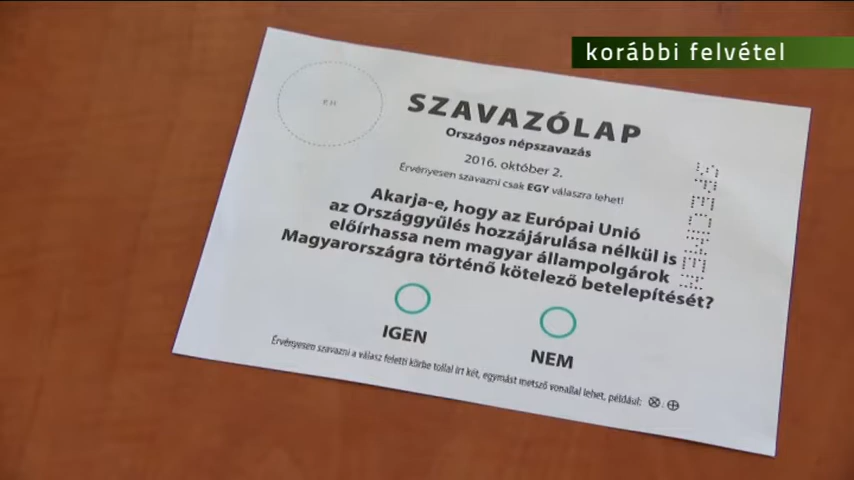 korábbi felvétel
SZAVAZÓLAP
Országos népszavazás
2016. október 2.
Érvényesen szavazni csak EGY válaszra lehet!
Akarja-e, hogy az Európai Unió
az Országgyűlés hozzájárulása nélkül is
előírhassa nem magyar állampolgárok
Magyarországra történő kötelező betelepítését?
IGEN
NEM
Érvényesen szavazni a válasz feletti körbe tollal írt két, egymást metsző vonallal lehet, például:
SPECIMEN